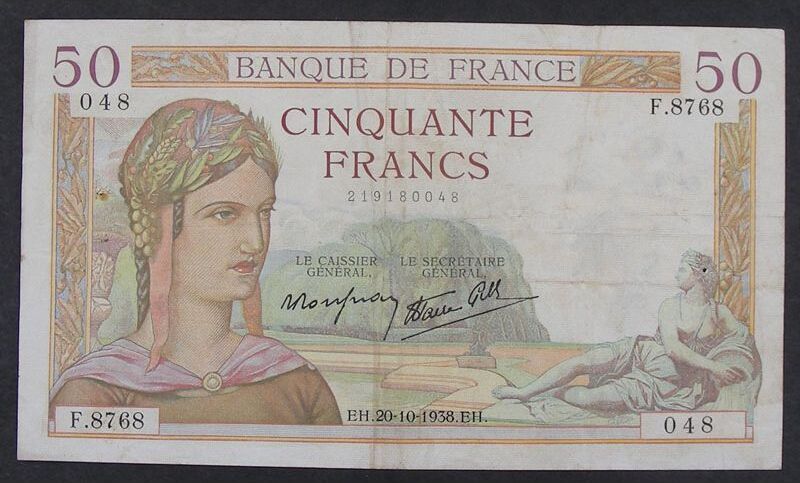 50 BANQUE DE FRANCE 50
048 F.8768
CINQUANTE
FRANCS
219180048
LE CAISSIER
GÉNÉRAL,
LE SECRÉTAIRE
GÉNÉRAL,
F.8768 EH.20-10-1938.EH. 048